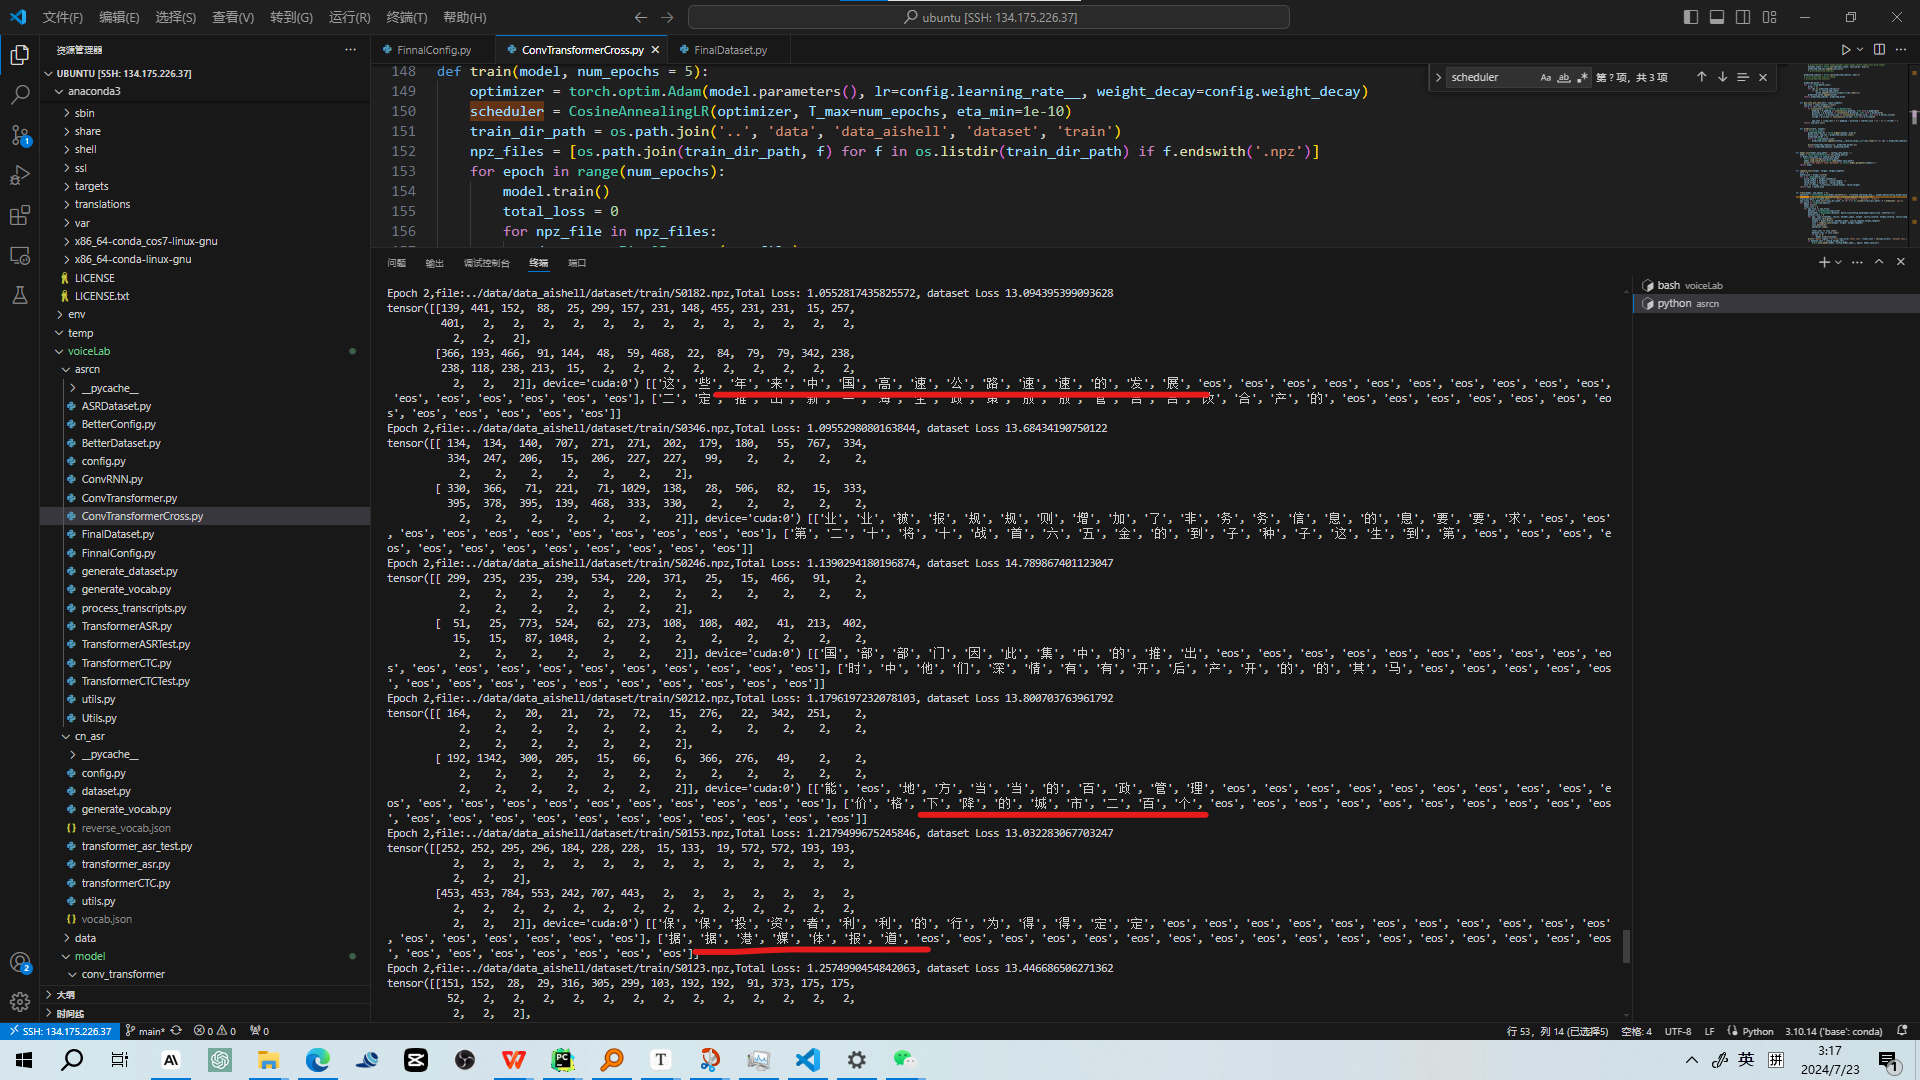 文件(F) 编辑(E) 选择(S) 查看(V) 转到(G) 运行(R) 终端(T) 帮助(H)
ubuntu [SSH: 134.175.226.37]
资源管理器
UBUNTU [SSH: 134.175.226.37]
anaconda3
sbin
share
shell
ssl
targets
translations
var
x86_64-conda_cos7-linux-gnu
x86_64-conda-linux-gnu
LICENSE
LICENSE.txt
env
temp
voiceLab
asrcn
__pycache__
ASRDataset.py
BetterConfig.py
BetterDataset.py
config.py
ConvRNN.py
ConvTransformer.py
ConvTransformerCross.py
FinalDataset.py
FinnalConfig.py
generate_dataset.py
generate_vocab.py
process_transcripts.py
TransformerASR.py
TransformerASRTest.py
TransformerCTC.py
TransformerCTCTest.py
utils.py
Utils.py
cn_asr
__pycache__
config.py
dataset.py
generate_vocab.py
reverse_vocab.json
transformer_asr_test.py
transformer_asr.py
transformerCTC.py
utils.py
vocab.json
data
model
conv_transformer
大纲
时间线
FinnalConfig.py ConvTransformerCross.py FinalDataset.py
scheduler 第 ? 项, 共 3 项
148 def train(model, num_epochs = 5):
149 optimizer = torch.optim.Adam(model.parameters(), lr=config.learning_rate__, weight_decay=config.weight_decay)
150 scheduler = CosineAnnealingLR(optimizer, T_max=num_epochs, eta_min=1e-10)
151 train_dir_path = os.path.join('..', 'data', 'data_aishell', 'dataset', 'train')
152 npz_files = [os.path.join(train_dir_path, f) for f in os.listdir(train_dir_path) if f.endswith('.npz')]
153 for epoch in range(num_epochs):
154 model.train()
155 total_loss = 0
156 for npz_file in npz_files:
问题 输出 调试控制台 终端 端口
bash voiceLab
python asrcn
Epoch 2,file:../data/data_aishell/dataset/train/S0182.npz,Total Loss: 1.0552817435825572, dataset Loss 13.094395399093628
tensor([[139, 441, 152, 88, 25, 299, 157, 231, 148, 455, 231, 231, 15, 257,
401, 2, 2, 2, 2, 2, 2, 2, 2, 2, 2, 2, 2, 2,
2, 2, 2],
[366, 193, 466, 91, 144, 48, 59, 468, 22, 84, 79, 79, 342, 238,
238, 118, 238, 213, 15, 2, 2, 2, 2, 2, 2, 2, 2, 2,
2, 2, 2]], device='cuda:0') [['这', '些', '年', '来', '中', '国', '高', '速', '公', '路', '速', '速', '的', '发', '展', 'eos', 'eos', 'eos', 'eos', 'eos', 'eos', 'eos', 'eos', 'eos', 'eos', 'eos', 'eos',
'eos', 'eos', 'eos', 'eos'], ['二', '定', '推', '出', '新', '一', '海', '生', '政', '策', '放', '放', '管', '合', '合', '改', '合', '产', '的', 'eos', 'eos', 'eos', 'eos', 'eos', 'eos', 'eos', 'eo
s', 'eos', 'eos', 'eos', 'eos']]
Epoch 2,file:../data/data_aishell/dataset/train/S0346.npz,Total Loss: 1.0955298080163844, dataset Loss 13.68434190750122
tensor([[ 134, 134, 140, 707, 271, 271, 202, 179, 180, 55, 767, 334,
334, 247, 206, 15, 206, 227, 227, 99, 2, 2, 2, 2,
2, 2, 2, 2, 2, 2, 2],
[ 330, 366, 71, 221, 71, 1029, 138, 28, 506, 82, 15, 333,
395, 378, 395, 139, 468, 333, 330, 2, 2, 2, 2, 2,
2, 2, 2, 2, 2, 2, 2]], device='cuda:0') [['业', '业', '被', '报', '规', '规', '则', '增', '加', '了', '非', '务', '务', '信', '息', '的', '息', '要', '要', '求', 'eos', 'eos'
, 'eos', 'eos', 'eos', 'eos', 'eos', 'eos', 'eos', 'eos', 'eos'], ['第', '二', '十', '将', '十', '战', '首', '六', '五', '金', '的', '到', '子', '种', '子', '这', '生', '到', '第', 'eos', 'eos', 'eos', 'e
os', 'eos', 'eos', 'eos', 'eos', 'eos', 'eos', 'eos', 'eos']]
Epoch 2,file:../data/data_aishell/dataset/train/S0246.npz,Total Loss: 1.1390294180196874, dataset Loss 14.789867401123047
tensor([[ 299, 235, 235, 239, 534, 220, 371, 25, 15, 466, 91, 2,
2, 2, 2, 2, 2, 2, 2, 2, 2, 2, 2, 2,
2, 2, 2, 2, 2, 2, 2],
[ 51, 25, 773, 524, 62, 273, 108, 108, 402, 41, 213, 402,
15, 15, 87, 1048, 2, 2, 2, 2, 2, 2, 2, 2,
2, 2, 2, 2, 2, 2, 2]], device='cuda:0') [['国', '部', '部', '门', '因', '此', '集', '中', '的', '推', '出', 'eos', 'eos', 'eos', 'eos', 'eos', 'eos', 'eos', 'eos', 'eos', 'eos', 'eos', 'eo
s', 'eos', 'eos', 'eos', 'eos', 'eos', 'eos', 'eos', 'eos'], ['时', '中', '他', '们', '深', '情', '有', '有', '开', '后', '产', '开', '的', '的', '其', '马', 'eos', 'eos', 'eos', 'eos', 'eos', 'eos', 'eos'
, 'eos', 'eos', 'eos', 'eos', 'eos', 'eos', 'eos', 'eos']]
Epoch 2,file:../data/data_aishell/dataset/train/S0212.npz,Total Loss: 1.1796197232078103, dataset Loss 13.800703763961792
tensor([[ 164, 2, 20, 21, 72, 72, 15, 276, 22, 342, 251, 2,
2, 2, 2, 2, 2, 2, 2, 2, 2, 2, 2, 2,
2, 2, 2, 2, 2, 2, 2],
[ 192, 1342, 300, 205, 15, 66, 6, 366, 276, 49, 2, 2,
2, 2, 2, 2, 2, 2, 2, 2, 2, 2, 2, 2,
2, 2, 2, 2, 2, 2, 2]], device='cuda:0') [['能', 'eos', '地', '方', '当', '当', '的', '百', '政', '管', '理', 'eos', 'eos', 'eos', 'eos', 'eos', 'eos', 'eos', 'eos', 'eos', 'eos', 'eos', 'e
os', 'eos', 'eos', 'eos', 'eos', 'eos', 'eos', 'eos', 'eos'], ['价', '格', '下', '降', '的', '城', '市', '二', '百', '个', 'eos', 'eos', 'eos', 'eos', 'eos', 'eos', 'eos', 'eos', 'eos', 'eos', 'eos', 'eos', 'eos'
, 'eos', 'eos', 'eos', 'eos', 'eos', 'eos', 'eos', 'eos']]
Epoch 2,file:../data/data_aishell/dataset/train/S0153.npz,Total Loss: 1.2179499675245846, dataset Loss 13.032283067703247
tensor([[252, 252, 295, 296, 184, 228, 228, 15, 133, 19, 572, 572, 193, 193,
2, 2, 2, 2, 2, 2, 2, 2, 2, 2, 2, 2, 2, 2,
2, 2, 2],
[453, 453, 784, 553, 242, 707, 443, 2, 2, 2, 2, 2, 2, 2,
2, 2, 2, 2, 2, 2, 2, 2, 2, 2, 2, 2, 2, 2,
2, 2, 2]], device='cuda:0') [['保', '保', '投', '资', '者', '利', '利', '的', '行', '为', '得', '得', '定', '定', 'eos', 'eos', 'eos', 'eos', 'eos', 'eos', 'eos', 'eos', 'eos', 'eos', 'eos', 'eos', 'eos'
, 'eos', 'eos', 'eos', 'eos', 'eos'], ['据', '据', '港', '媒', '体', '报', '道', 'eos', 'eos', 'eos', 'eos', 'eos', 'eos', 'eos', 'eos', 'eos', 'eos', 'eos', 'eos', 'eos', 'eos', 'eos', 'eos', 'eos', 'eos'
, 'eos', 'eos', 'eos', 'eos', 'eos', 'eos', 'eos', 'eos']]
Epoch 2,file:../data/data_aishell/dataset/train/S0123.npz,Total Loss: 1.2574990454842063, dataset Loss 13.446686506271362
tensor([[151, 152, 28, 29, 316, 305, 299, 103, 192, 192, 91, 373, 175, 175,
52, 2, 2, 2, 2, 2, 2, 2, 2, 2, 2, 2, 2, 2,
2, 2, 2],
SSH: 134.175.226.37 main* 0 0 0 行 53, 列 14 (已选择5) 空格: 4 UTF-8 LF Python 3.10.14 ('base': conda)
英 拼 3:17
2024/7/23